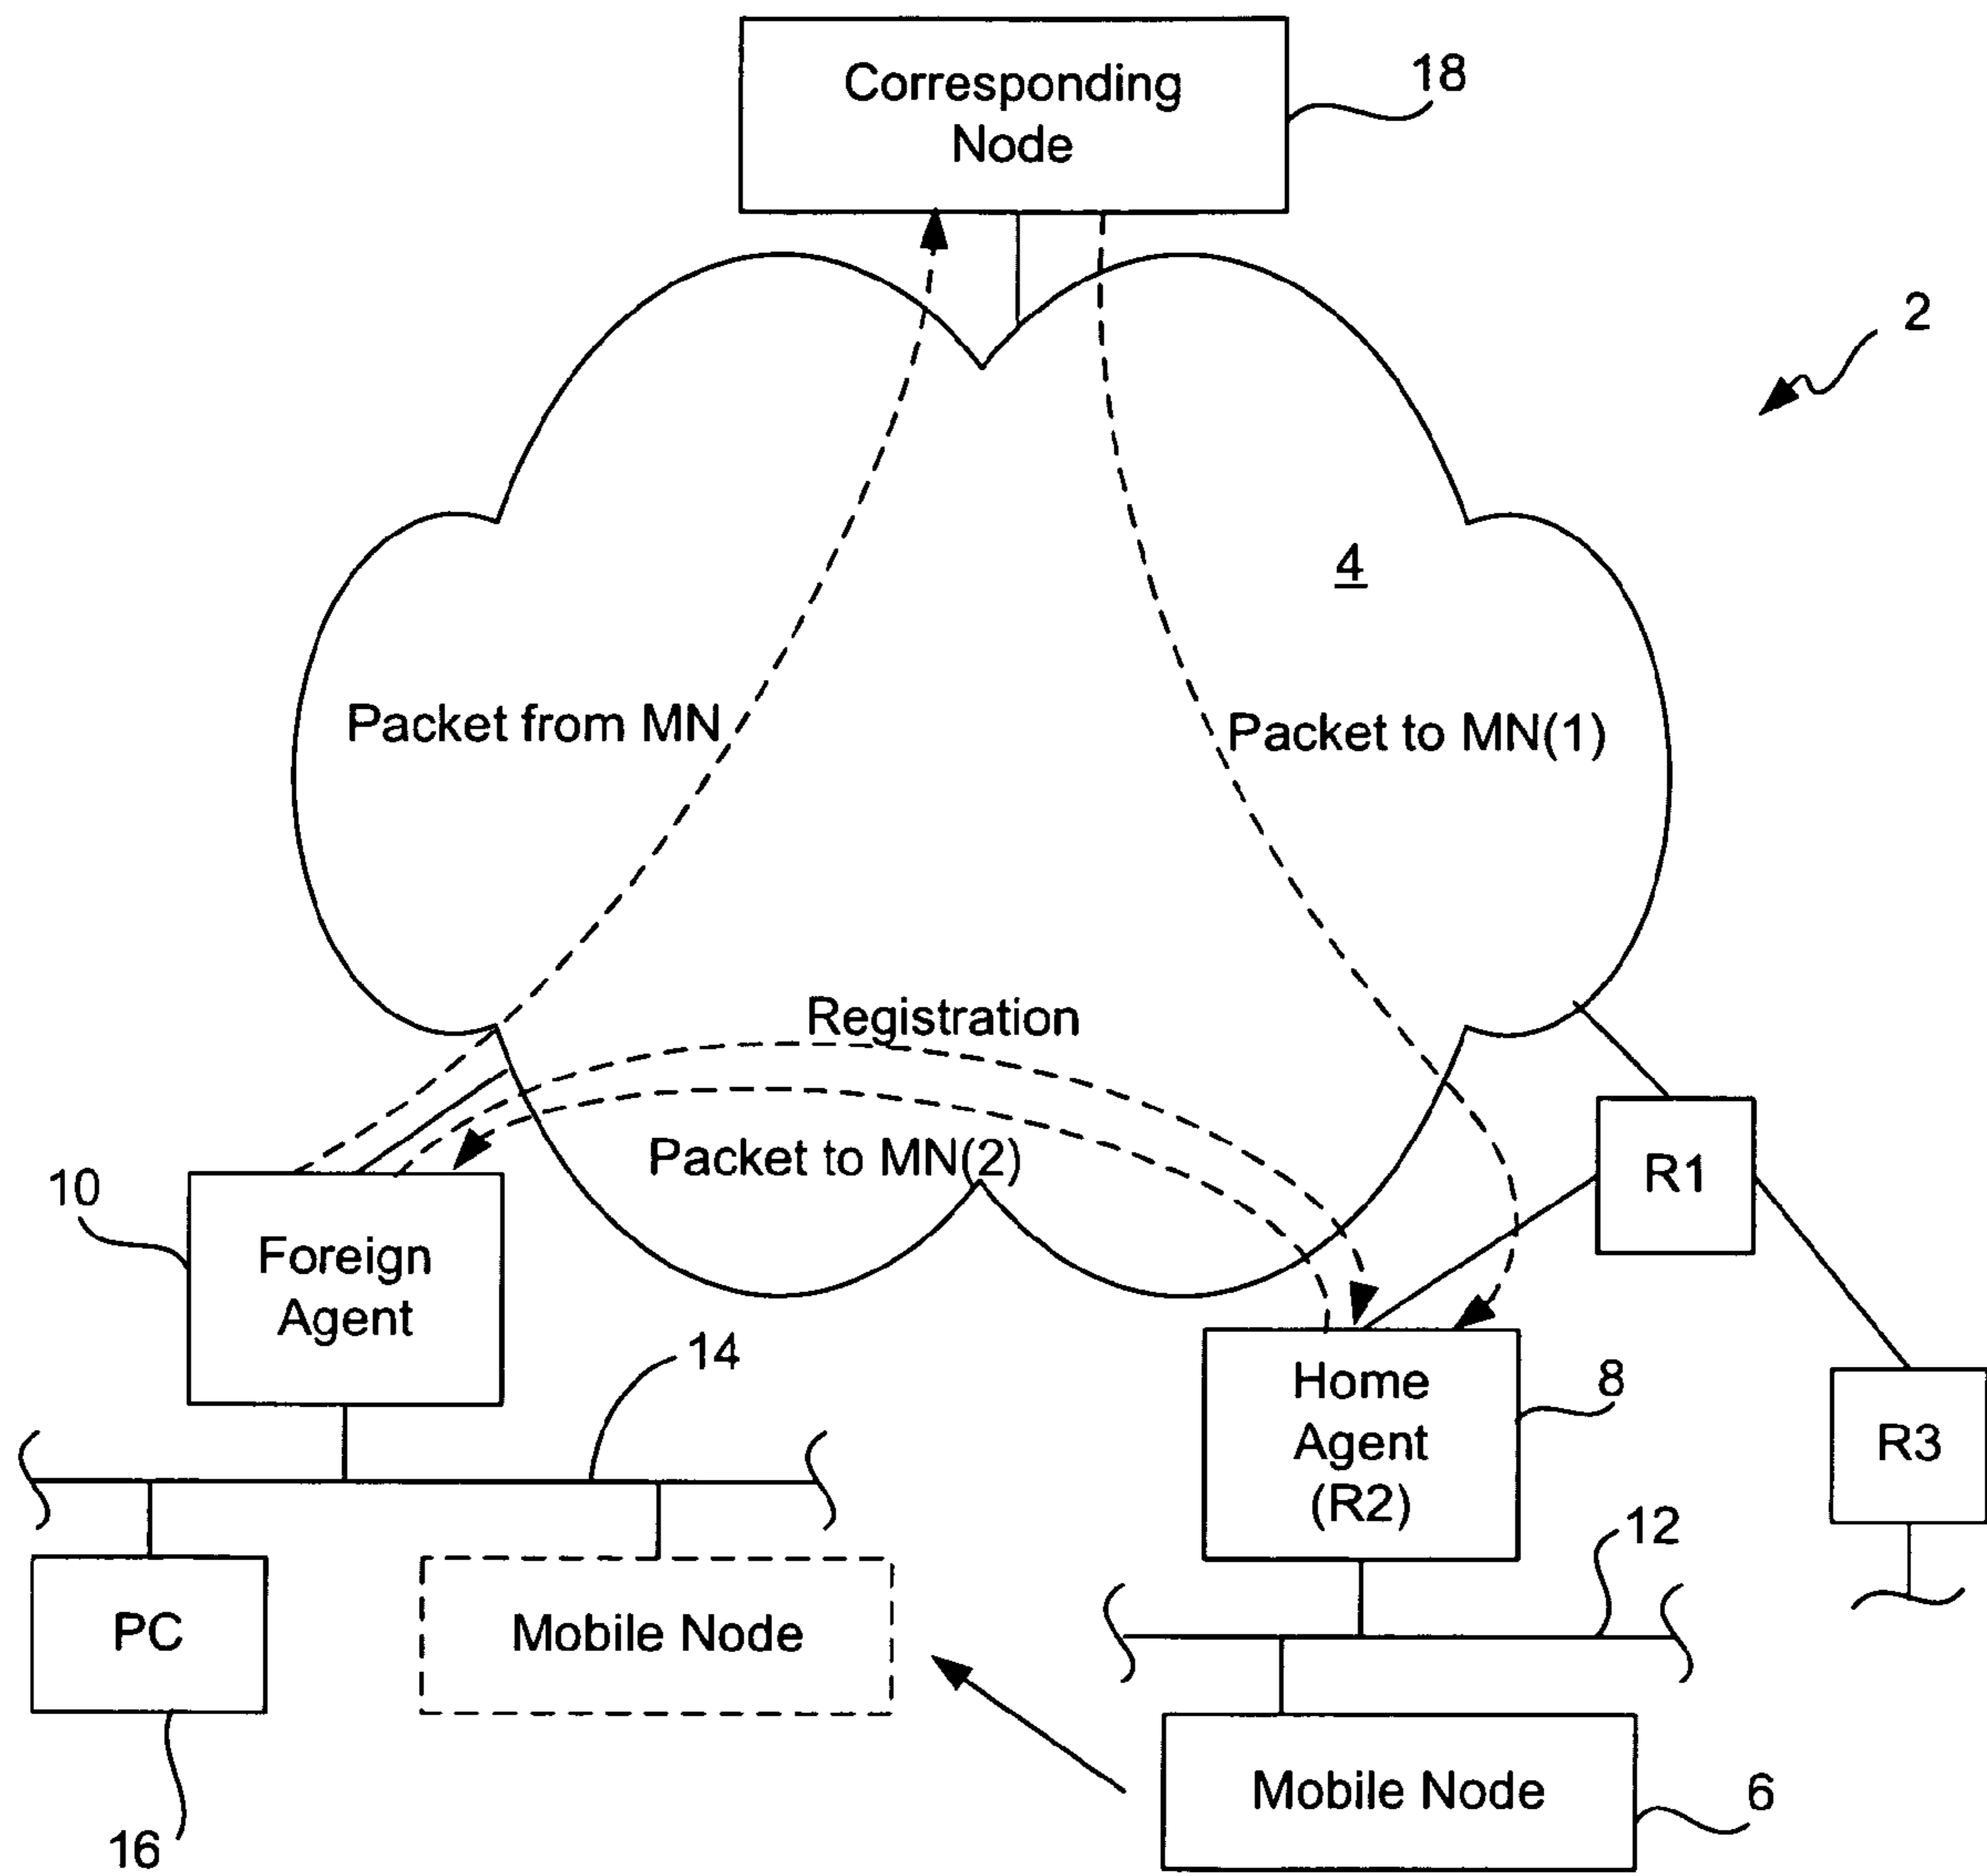 Corresponding
Node
18
2
4
Packet from MN
Packet to MN(1)
Registration
Packet to MN(2)
R1
10
Foreign
Agent
14
Home
Agent
(R2)
8
R3
12
PC
Mobile Node
Mobile Node
6
16